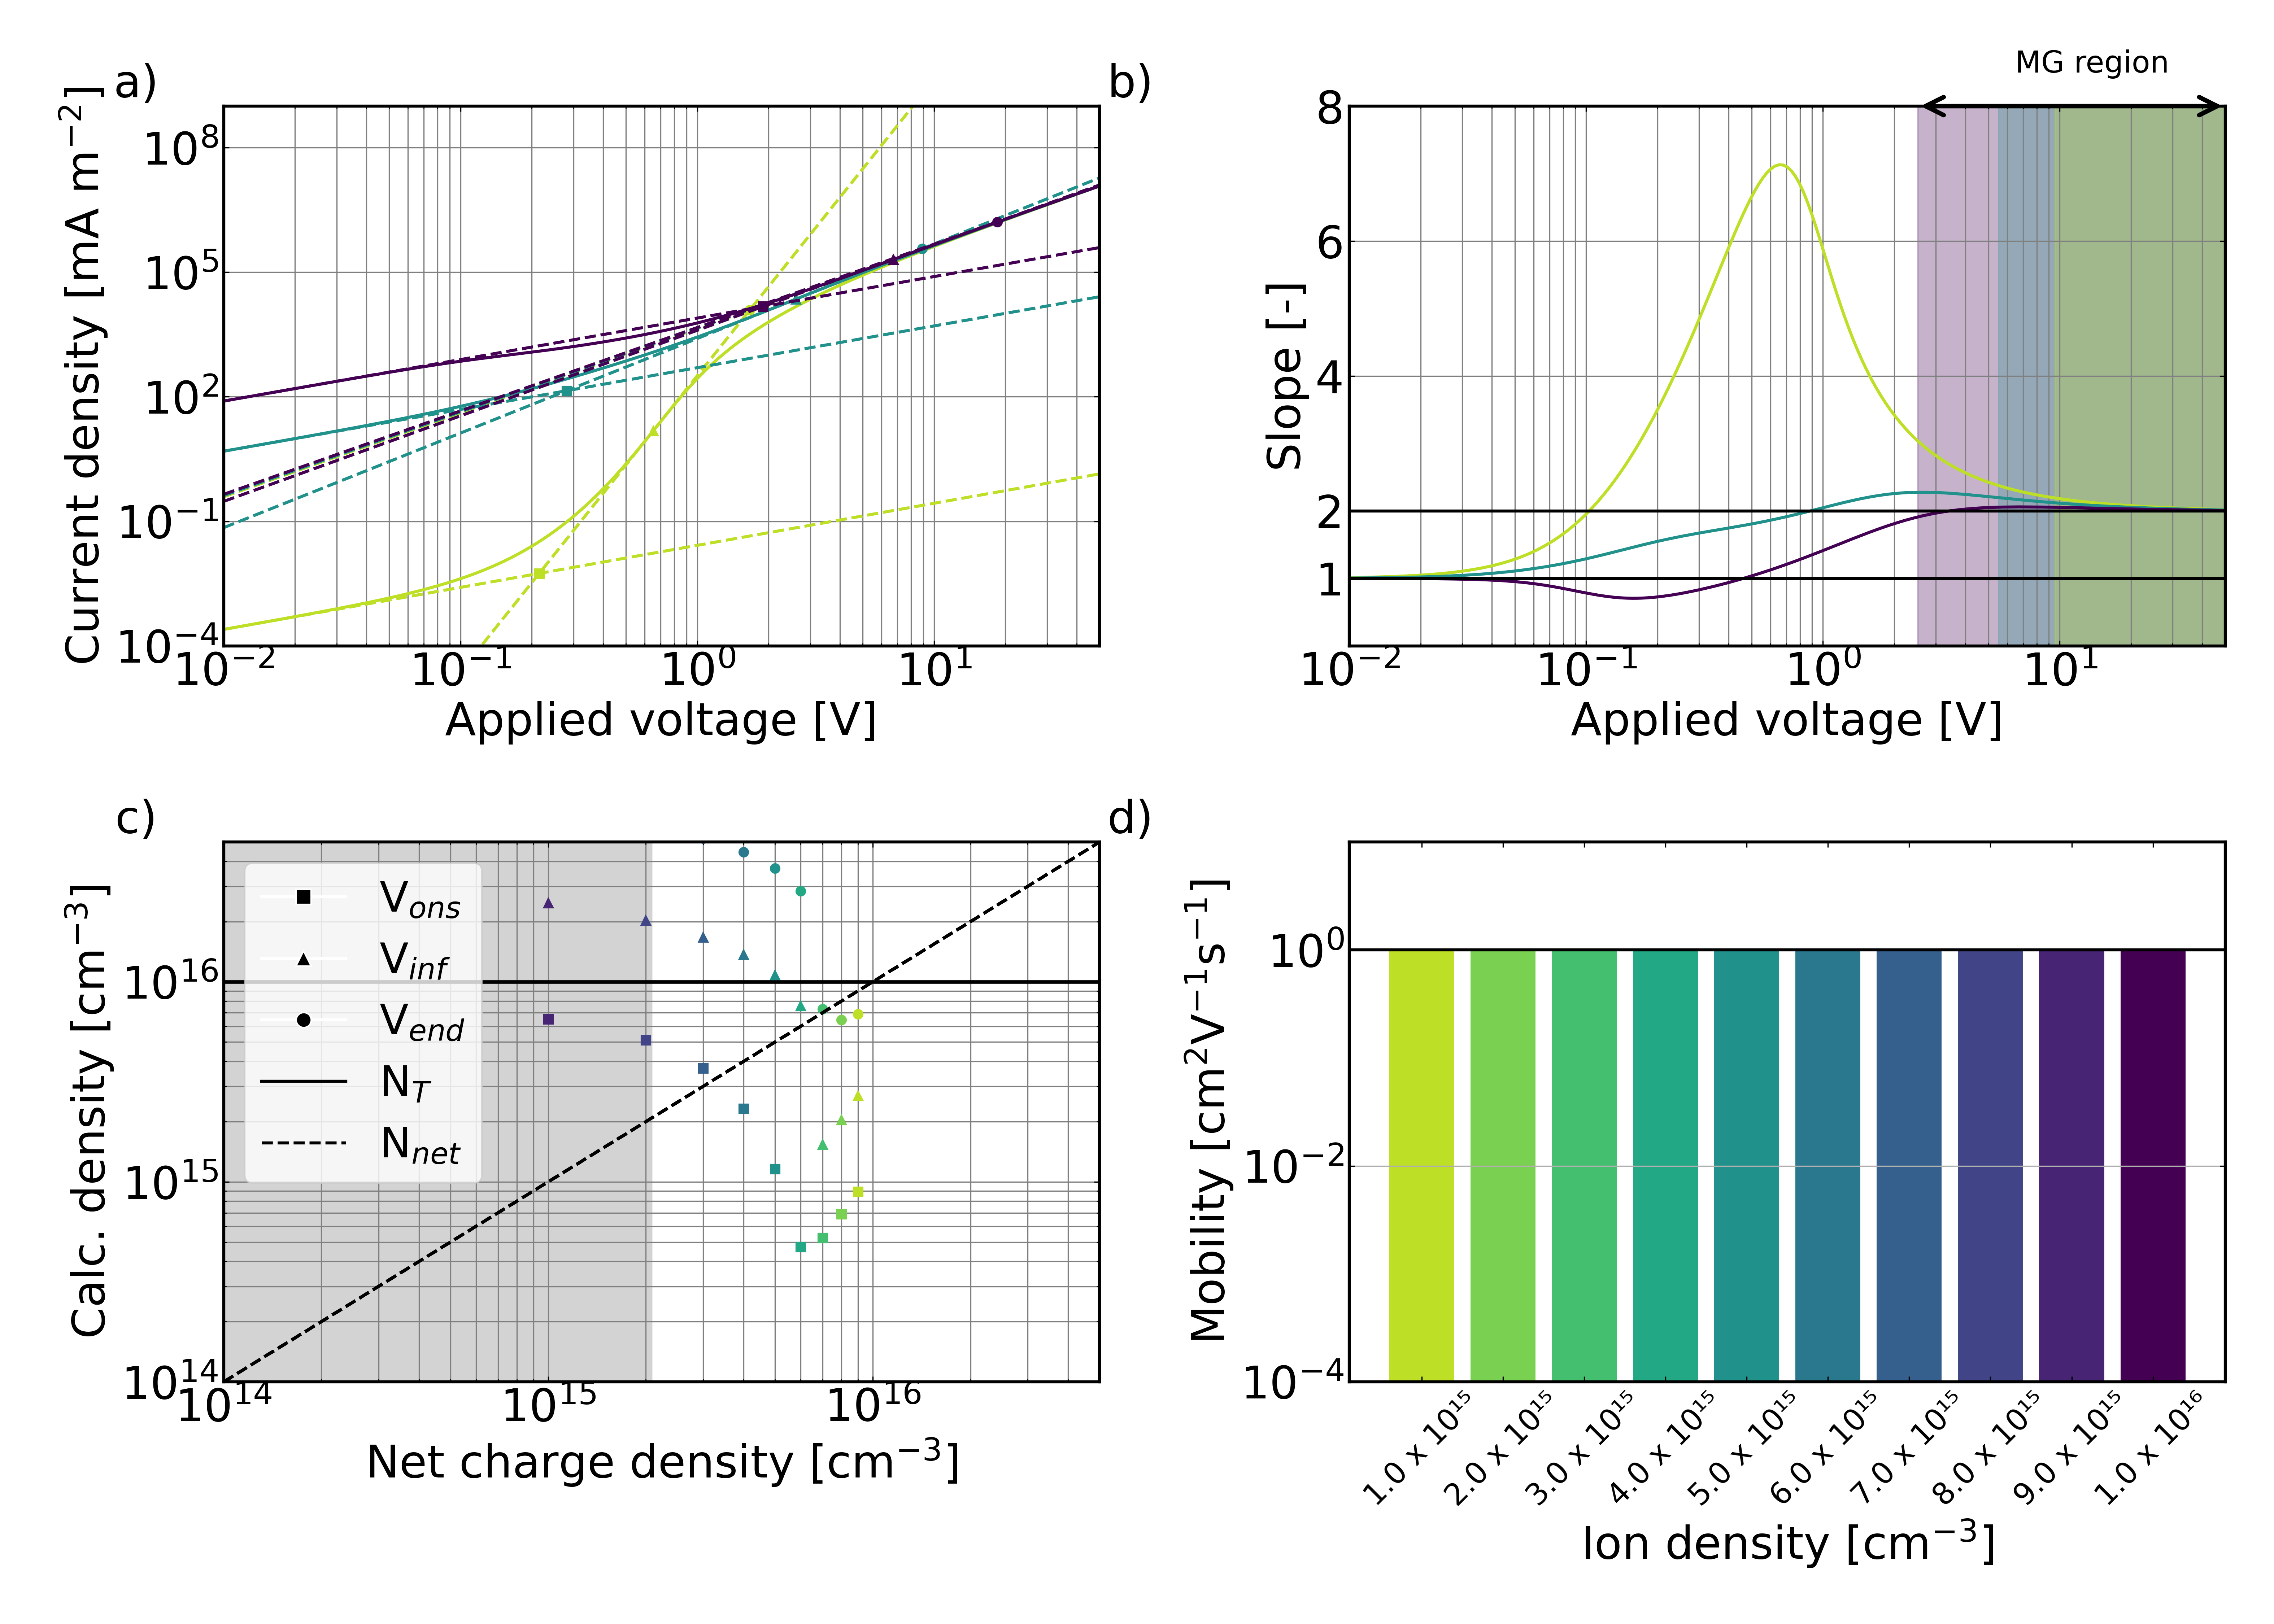 a)
Current density [mA m⁻²]
10⁸
10⁵
10²
10⁻¹
10⁻⁴
10⁻² 10⁻¹ 10⁰ 10¹
Applied voltage [V]
b)
MG region
Slope [-]
8
6
4
2
1
10⁻² 10⁻¹ 10⁰ 10¹
Applied voltage [V]
c)
Calc. density [cm⁻³]
10¹⁶
10¹⁵
10¹⁴
V_ons
V_inf
V_end
N_T
N_net
10¹⁴ 10¹⁵ 10¹⁶
Net charge density [cm⁻³]
d)
Mobility [cm²V⁻¹s⁻¹]
10⁰
10⁻²
10⁻⁴
1.0 x 10¹⁵
2.0 x 10¹⁵
3.0 x 10¹⁵
4.0 x 10¹⁵
5.0 x 10¹⁵
6.0 x 10¹⁵
7.0 x 10¹⁵
8.0 x 10¹⁵
9.0 x 10¹⁵
1.0 x 10¹⁶
Ion density [cm⁻³]